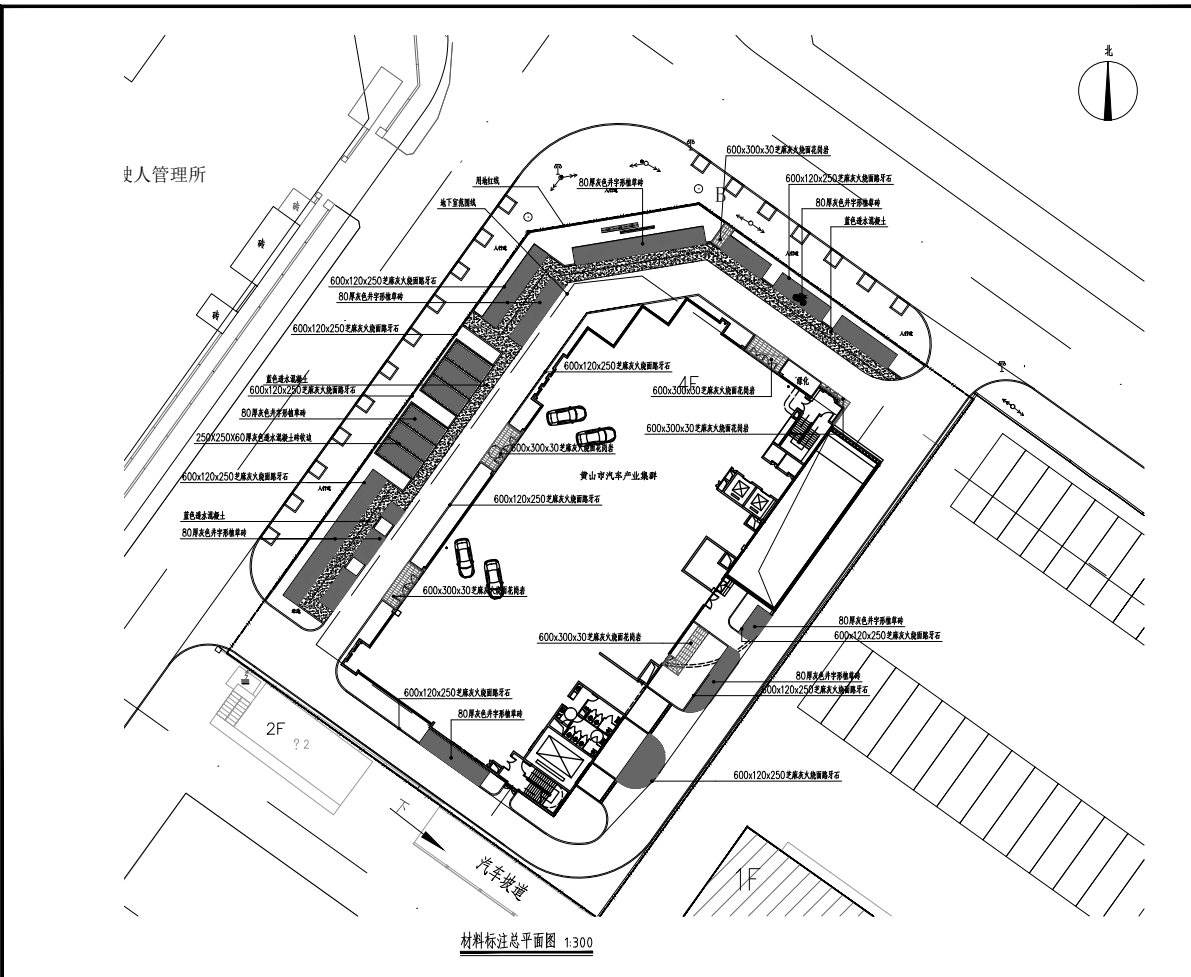 北
600x300x30芝麻灰火烧面花岗岩
驶人管理所
用地红线
80厚灰色井字形植草砖
人行道
600x120x250芝麻灰火烧面路牙石
砖
地下室范围线
B
80厚灰色井字形植草砖
蓝色透水混凝土
砖
人行道
人行道
600x120x250芝麻灰火烧面路牙石
80厚灰色井字形植草砖
砖
600x120x250芝麻灰火烧面路牙石
人行道
600x120x250芝麻灰火烧面路牙石
蓝色透水混凝土
绿化
4F
600x120x250芝麻灰火烧面路牙石
600x300x30芝麻灰火烧面花岗岩
80厚灰色井字形植草砖
600x300x30芝麻灰火烧面花岗岩
250X250X60厚灰色透水混凝土砖收边
600x300x30芝麻灰火烧面花岗岩
600x120x250芝麻灰火烧面路牙石
黄山市汽车产业集群
人行道
600x120x250芝麻灰火烧面路牙石
蓝色透水混凝土
80厚灰色井字形植草砖
600x300x30芝麻灰火烧面花岗岩
80厚灰色井字形植草砖
600x300x30芝麻灰火烧面花岗岩
600x120x250芝麻灰火烧面路牙石
80厚灰色井字形植草砖
600x120x250芝麻灰火烧面路牙石
600x120x250芝麻灰火烧面路牙石
80厚灰色井字形植草砖
2F
?2
600x120x250芝麻灰火烧面路牙石
下
汽车坡道
1F
材料标注总平面图 1:300